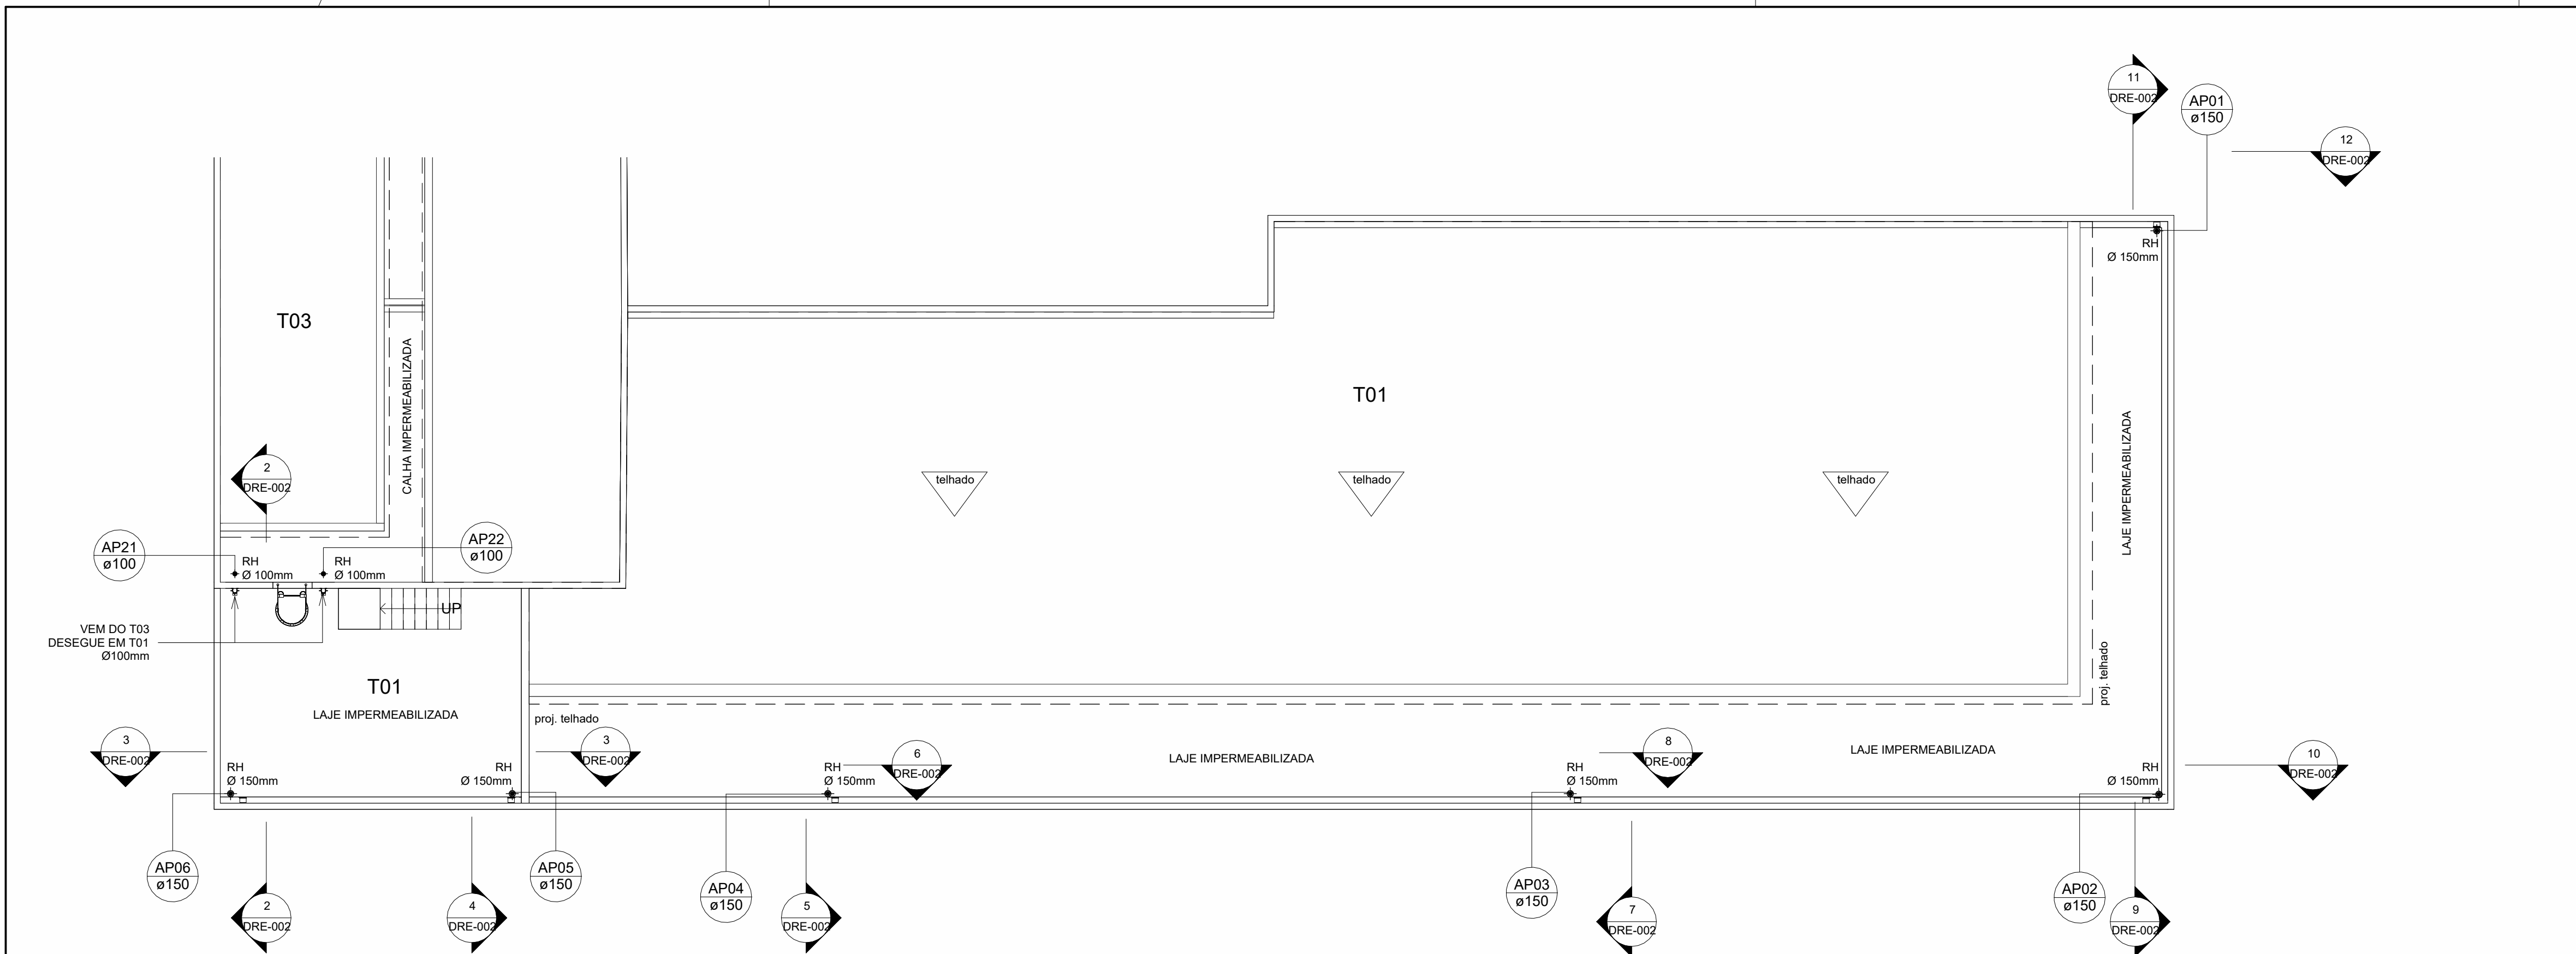 11
DRE-002
AP01
ø150
12
DRE-002
RH
Ø 150mm
T03
CALHA IMPERMEABILIZADA
T01
LAJE IMPERMEABILIZADA
2
DRE-002
telhado
telhado
telhado
AP21
ø100
RH
Ø 100mm
RH
Ø 100mm
AP22
ø100
UP
VEM DO T03
DESEGUE EM T01
Ø100mm
T01
LAJE IMPERMEABILIZADA
proj. telhado
proj. telhado
3
DRE-002
3
DRE-002
6
DRE-002
LAJE IMPERMEABILIZADA
8
DRE-002
LAJE IMPERMEABILIZADA
10
DRE-002
RH
Ø 150mm
RH
Ø 150mm
RH
Ø 150mm
RH
Ø 150mm
RH
Ø 150mm
AP06
ø150
AP05
ø150
AP04
ø150
AP03
ø150
AP02
ø150
2
DRE-002
4
DRE-002
5
DRE-002
7
DRE-002
9
DRE-002